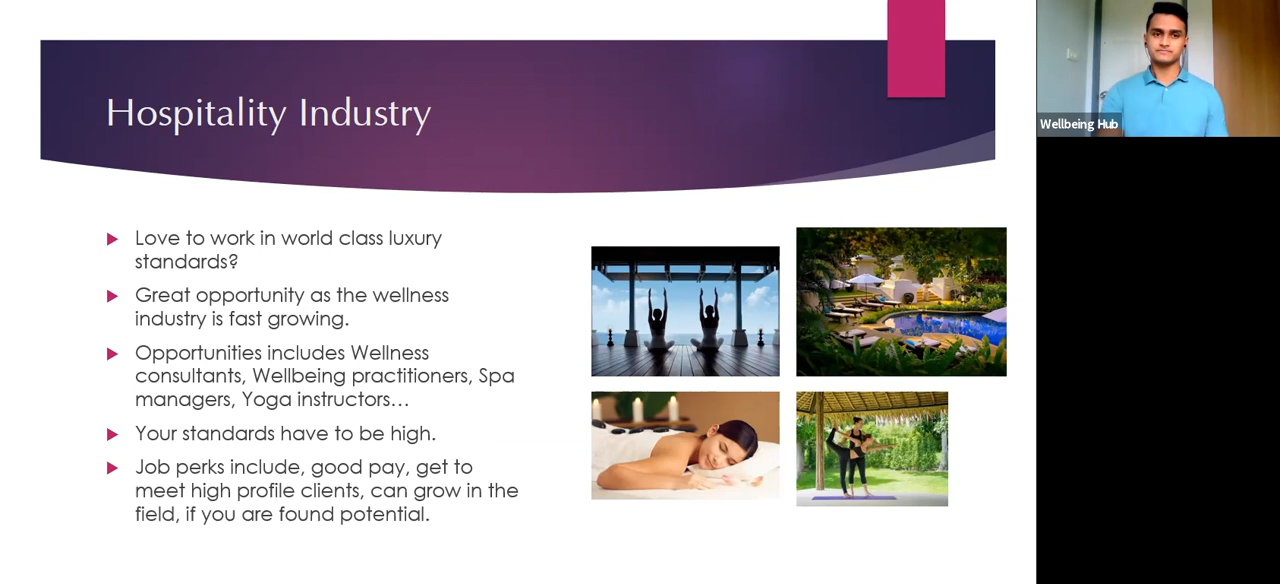 Hospitality Industry
Love to work in world class luxury
standards?
Great opportunity as the wellness
industry is fast growing.
Opportunities includes Wellness
consultants, Wellbeing practitioners, Spa
managers, Yoga instructors…
Your standards have to be high.
Job perks include, good pay, get to
meet high profile clients, can grow in the
field, if you are found potential.
Wellbeing Hub